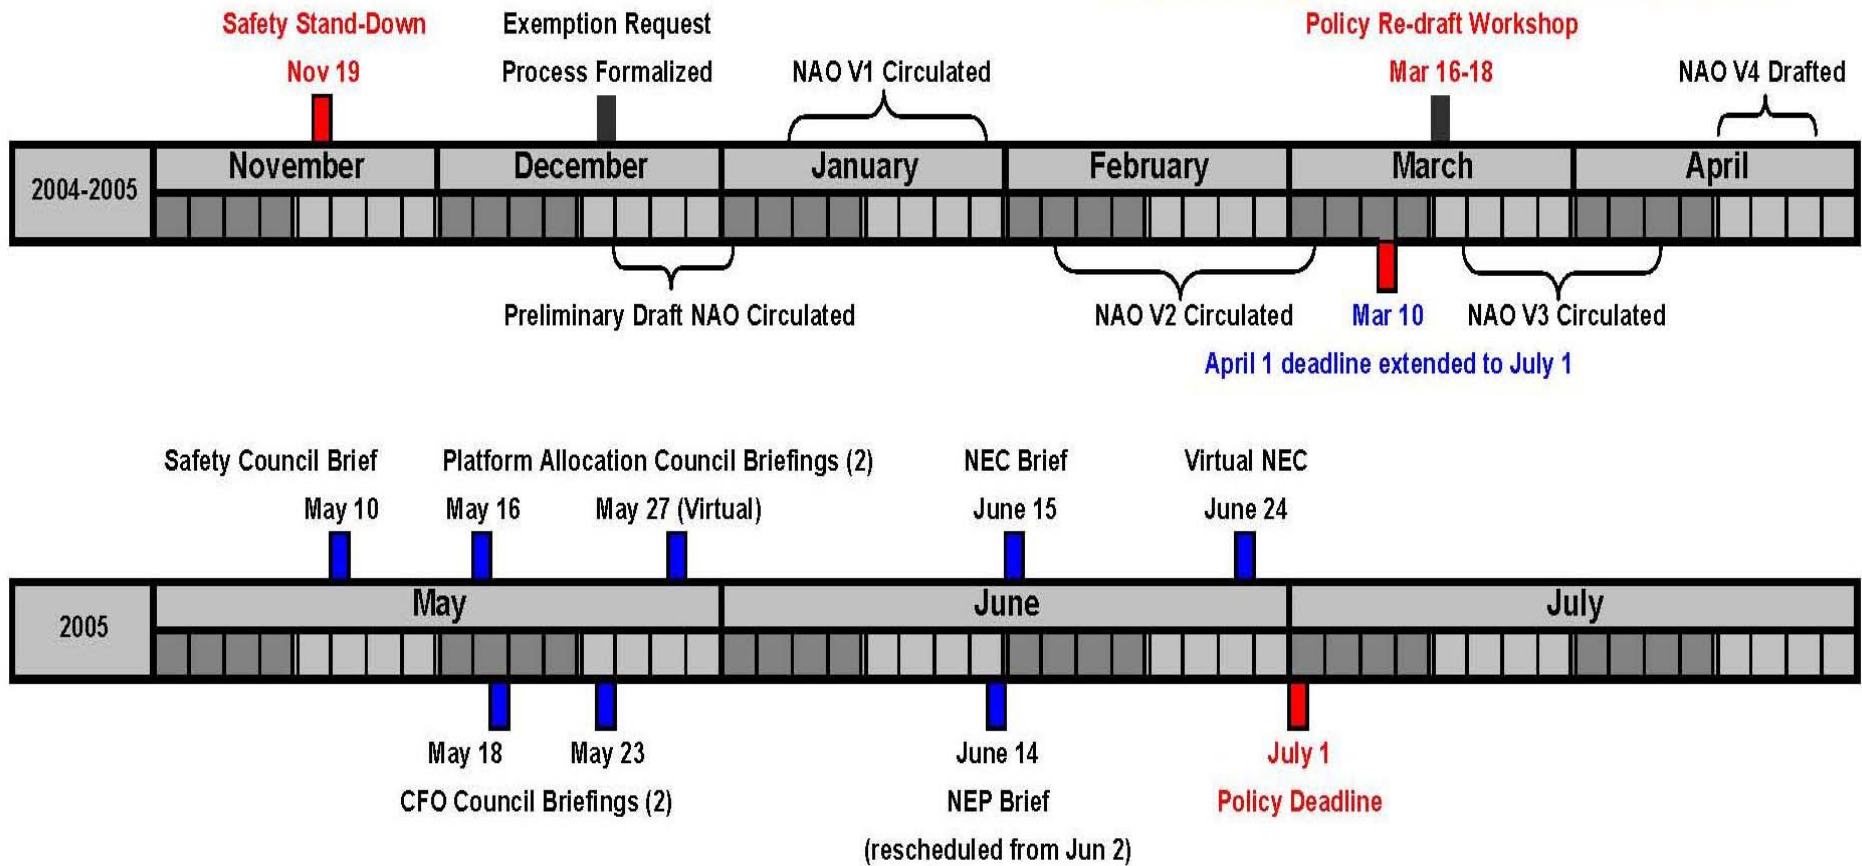 Safety Stand-Down
Nov 19
Exemption Request
Process Formalized
NAO V1 Circulated
Policy Re-draft Workshop
Mar 16-18
NAO V4 Drafted
2004-2005
November
December
January
February
March
April
Preliminary Draft NAO Circulated
NAO V2 Circulated
Mar 10
NAO V3 Circulated
April 1 deadline extended to July 1
Safety Council Brief
May 10
Platform Allocation Council Briefings (2)
May 16
May 27 (Virtual)
NEC Brief
June 15
Virtual NEC
June 24
2005
May
June
July
May 18
May 23
CFO Council Briefings (2)
June 14
NEP Brief
(rescheduled from Jun 2)
July 1
Policy Deadline